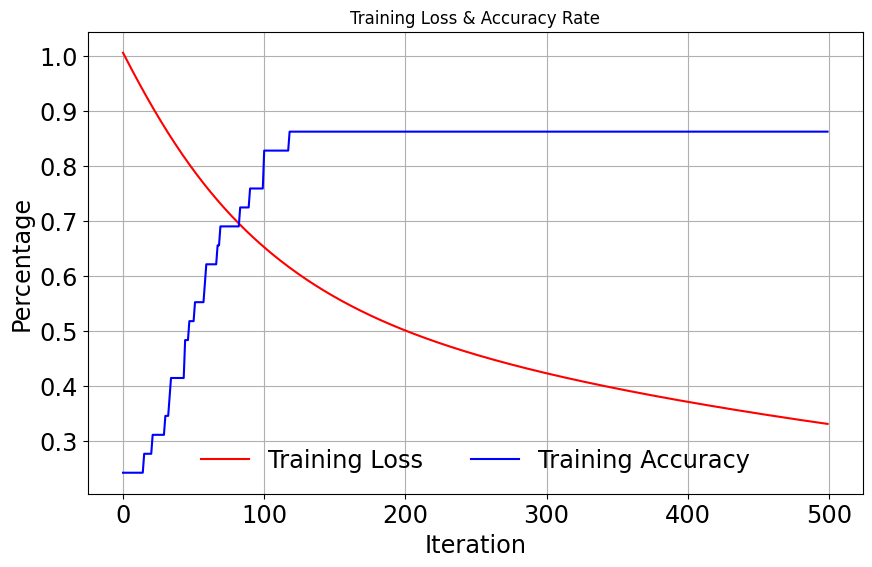 Training Loss & Accuracy Rate
1.0
0.9
0.8
0.7
0.6
0.5
0.4
0.3
Percentage
Training Loss Training Accuracy
0 100 200 300 400 500
Iteration